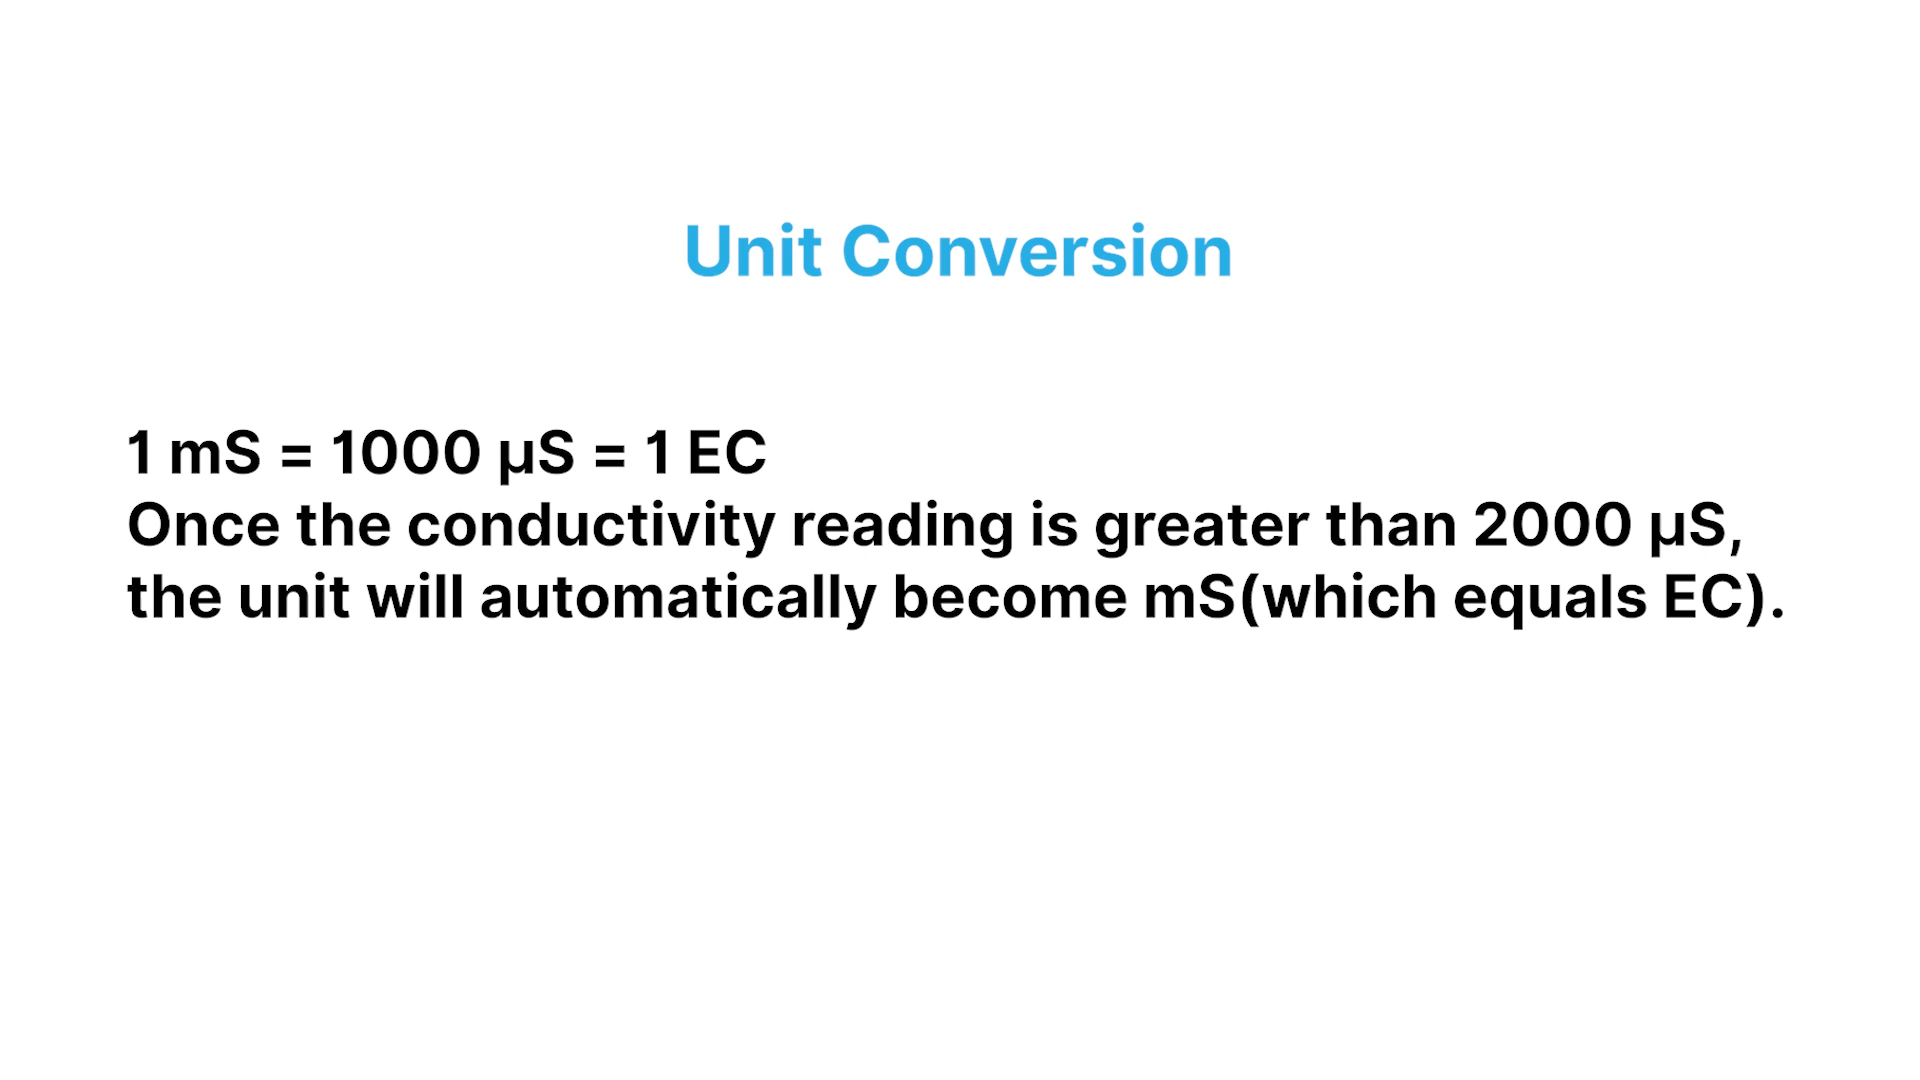 Unit Conversion
1 mS = 1000 µS = 1 EC
Once the conductivity reading is greater than 2000 µS,
the unit will automatically become mS(which equals EC).